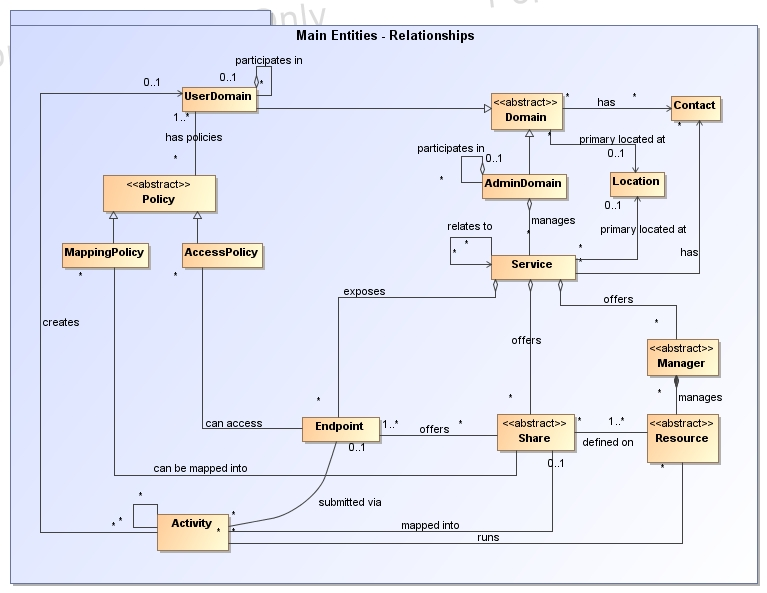 Only
Main Entities - Relationships
participates in
0..1
0..1
*
UserDomain
1..*
has policies
*
<<abstract>>
Domain
*
has
*
Contact
*
*
primary located at
0..1
participates in
0..1
*
AdminDomain
Location
0..1
<<abstract>>
Policy
manages
*
primary located at
relates to
*
*
Service
*
*
has
MappingPolicy
*
AccessPolicy
*
exposes
offers
*
creates
offers
<<abstract>>
Manager
*
manages
*
*
can access
Endpoint
1..*
offers
*
0..1
<<abstract>>
Share
*
1..*
defined on
0..1
<<abstract>>
Resource
*
can be mapped into
submitted via
*
*
*
Activity
*
*
*
mapped into
runs